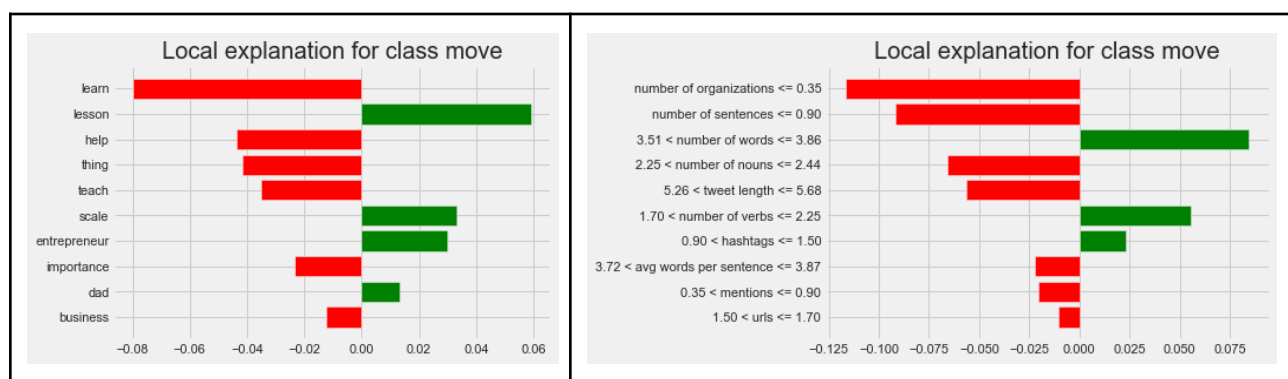 Local explanation for class move
learn
lesson
help
thing
teach
scale
entrepreneur
importance
dad
business
−0.08 −0.06 −0.04 −0.02 0.00 0.02 0.04 0.06
Local explanation for class move
number of organizations <= 0.35
number of sentences <= 0.90
3.51 < number of words <= 3.86
2.25 < number of nouns <= 2.44
5.26 < tweet length <= 5.68
1.70 < number of verbs <= 2.25
0.90 < hashtags <= 1.50
3.72 < avg words per sentence <= 3.87
0.35 < mentions <= 0.90
1.50 < urls <= 1.70
−0.125 −0.100 −0.075 −0.050 −0.025 0.000 0.025 0.050 0.075